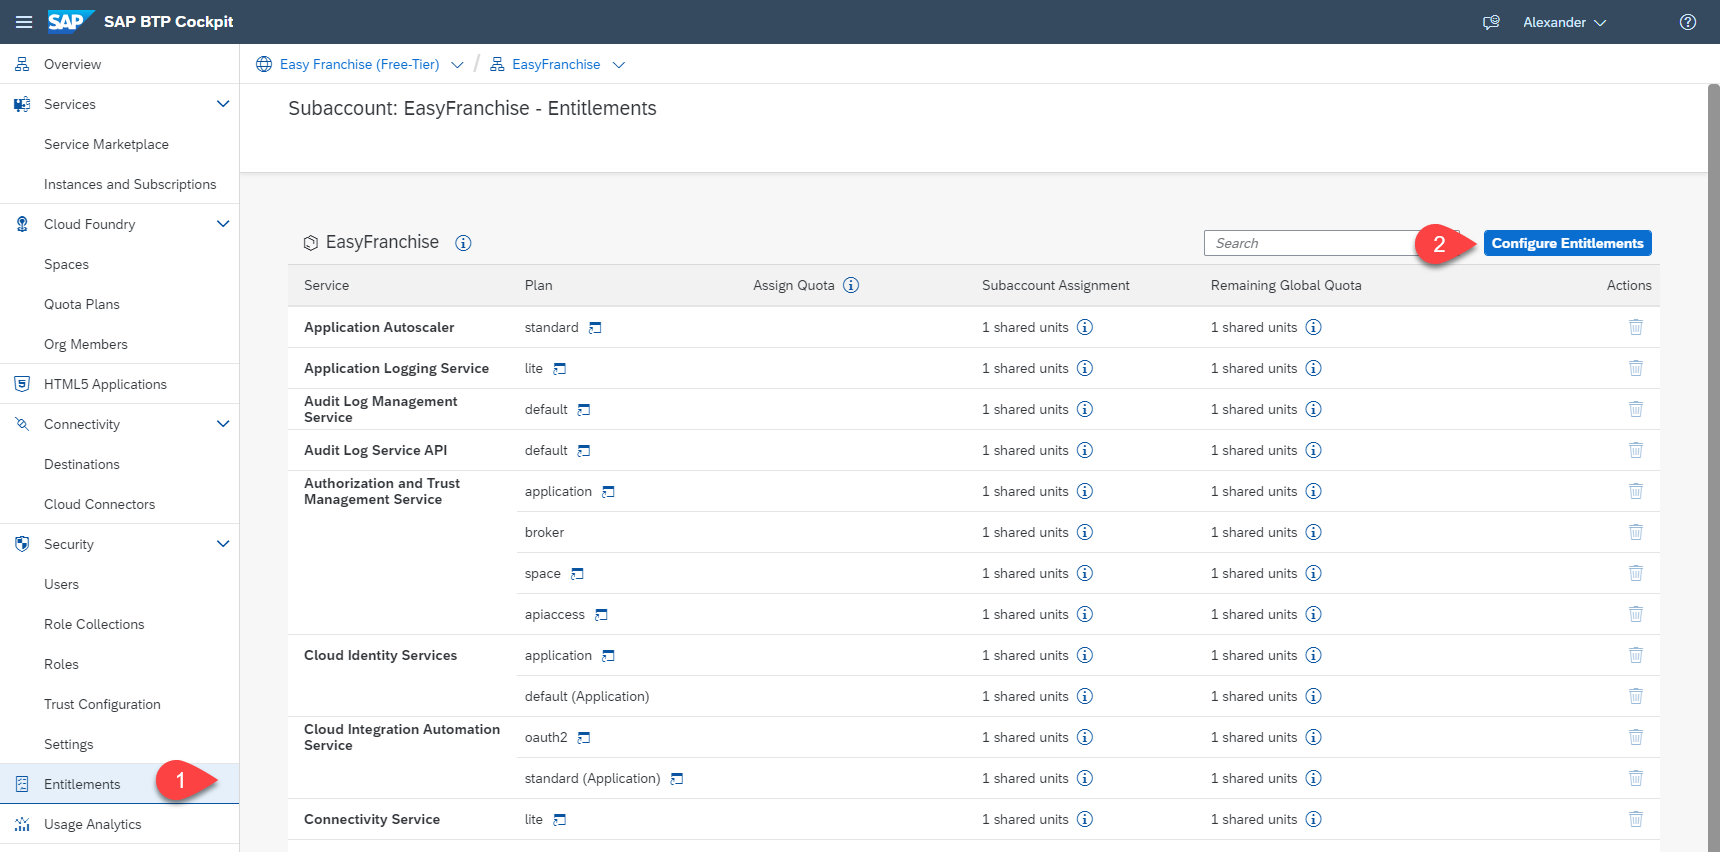 SAP SAP BTP Cockpit
Alexander
Overview
Services
Service Marketplace
Instances and Subscriptions
Cloud Foundry
Spaces
Quota Plans
Org Members
HTML5 Applications
Connectivity
Destinations
Cloud Connectors
Security
Users
Role Collections
Roles
Trust Configuration
Settings
Entitlements
1
Usage Analytics
Easy Franchise (Free-Tier) / EasyFranchise
Subaccount: EasyFranchise - Entitlements
EasyFranchise
Search
2
Configure Entitlements
Service Plan Assign Quota Subaccount Assignment Remaining Global Quota Actions
Application Autoscaler standard 1 shared units 1 shared units
Application Logging Service lite 1 shared units 1 shared units
Audit Log Management
Service
default 1 shared units 1 shared units
Audit Log Service API default 1 shared units 1 shared units
Authorization and Trust
Management Service
application 1 shared units 1 shared units
broker 1 shared units 1 shared units
space 1 shared units 1 shared units
apiaccess 1 shared units 1 shared units
Cloud Identity Services application 1 shared units 1 shared units
default (Application) 1 shared units 1 shared units
Cloud Integration Automation
Service
oauth2 1 shared units 1 shared units
standard (Application) 1 shared units 1 shared units
Connectivity Service lite 1 shared units 1 shared units